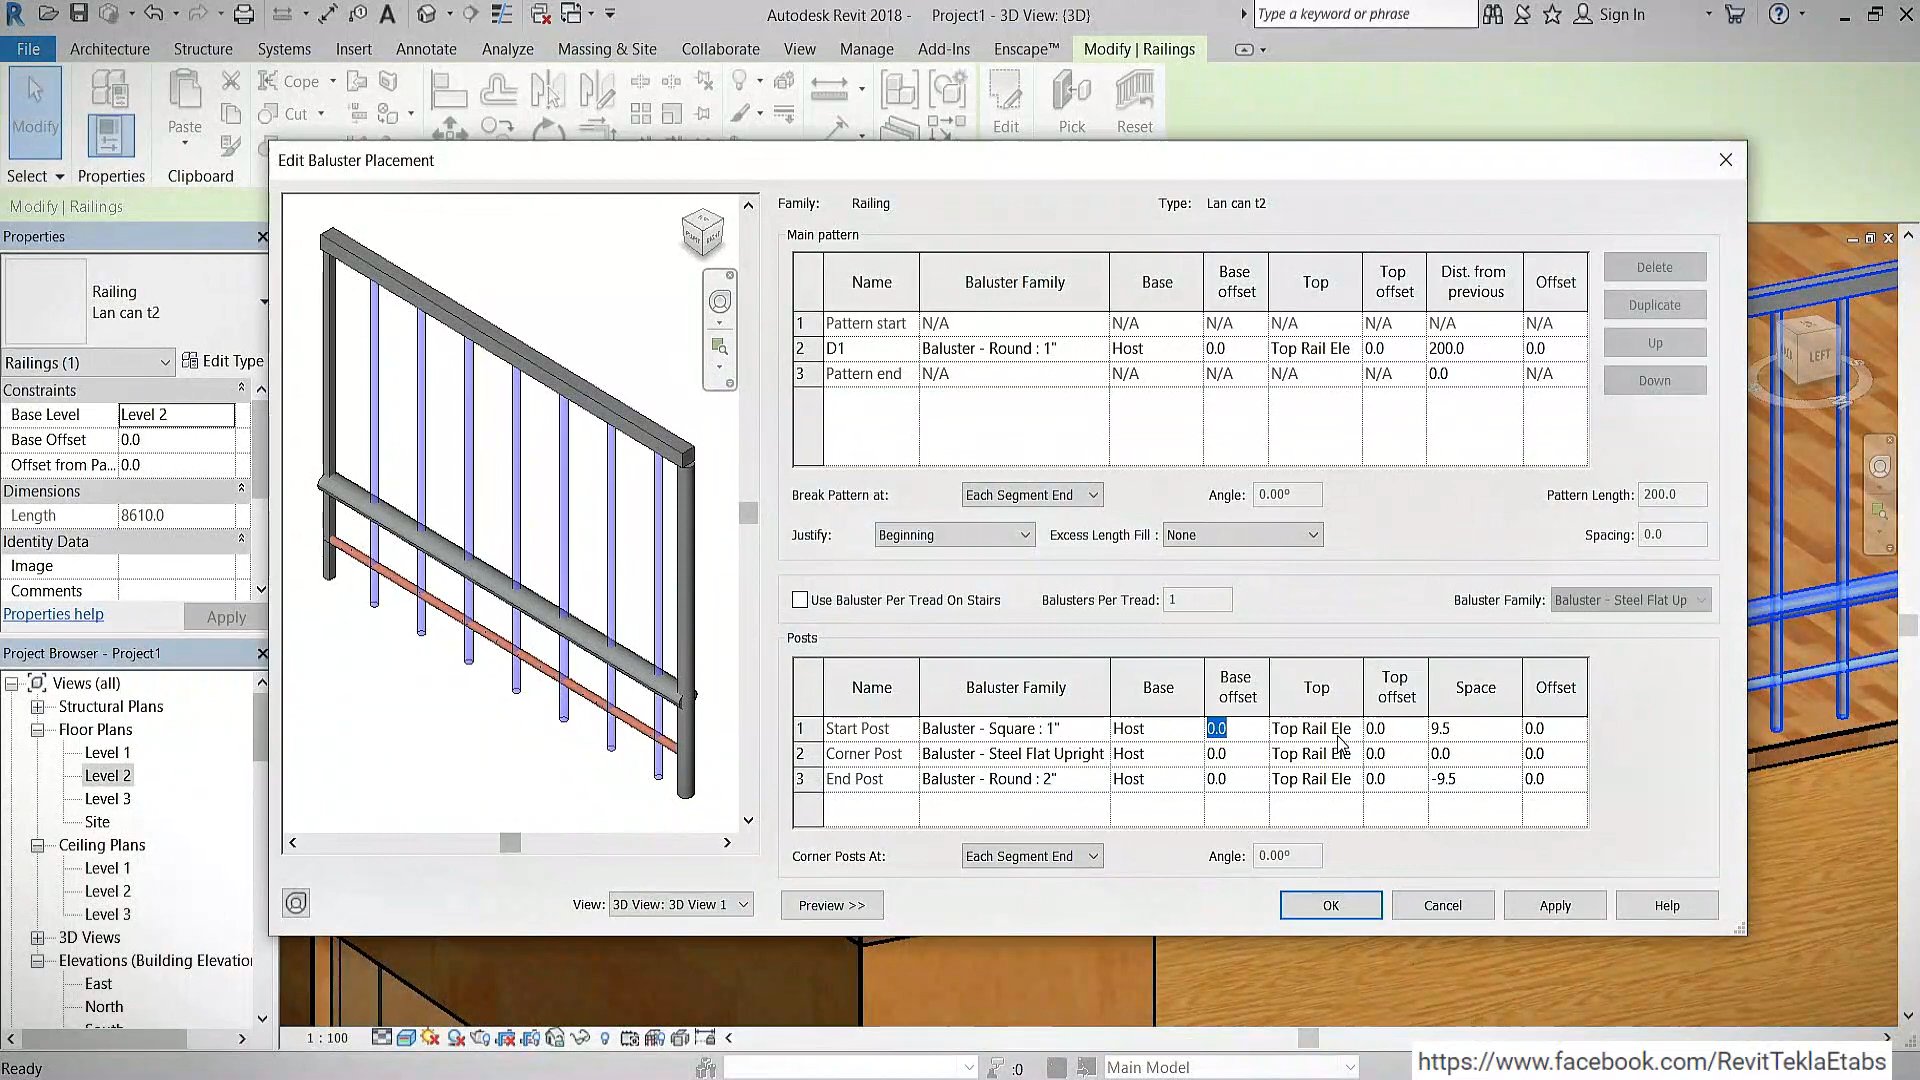 Autodesk Revit 2018 -    Project1 - 3D View: {3D}
Type a keyword or phrase
Sign In
File Architecture Structure Systems Insert Annotate Analyze Massing & Site Collaborate View Manage Add-Ins Enscape™ Modify | Railings
Modify
Paste
Cope
Cut
Edit Pick Reset
Select Properties Clipboard
Modify | Railings
Properties
Railing
Lan can t2
Railings (1) Edit Type
Constraints
Base Level Level 2
Base Offset 0.0
Offset from Pa... 0.0
Dimensions
Length 8610.0
Identity Data
Image
Comments
Properties help Apply
Project Browser - Project1
Views (all)
Structural Plans
Floor Plans
Level 1
Level 2
Level 3
Site
Ceiling Plans
Level 1
Level 2
Level 3
3D Views
Elevations (Building Elevatior
East
North
Edit Baluster Placement
Family: Railing Type: Lan can t2
Main pattern
Name Baluster Family Base Base offset Top Top offset Dist. from previous Offset
1 Pattern start N/A N/A N/A N/A N/A N/A N/A
2 D1 Baluster - Round : 1" Host 0.0 Top Rail Ele 0.0 200.0 0.0
3 Pattern end N/A N/A N/A N/A N/A 0.0 N/A
Delete
Duplicate
Up
Down
Break Pattern at: Each Segment End Angle: 0.00° Pattern Length: 200.0
Justify: Beginning Excess Length Fill : None Spacing: 0.0
Use Baluster Per Tread On Stairs Balusters Per Tread: 1 Baluster Family: Baluster - Steel Flat Up
Posts
Name Baluster Family Base Base offset Top Top offset Space Offset
1 Start Post Baluster - Square : 1" Host 0.0 Top Rail Ele 0.0 9.5 0.0
2 Corner Post Baluster - Steel Flat Upright Host 0.0 Top Rail Ele 0.0 0.0 0.0
3 End Post Baluster - Round : 2" Host 0.0 Top Rail Ele 0.0 -9.5 0.0
Corner Posts At: Each Segment End Angle: 0.00°
View: 3D View: 3D View 1 Preview >> OK Cancel Apply Help
LEFT
1 : 100
Ready
:0
Main Model
https://www.facebook.com/RevitTeklaEtabs